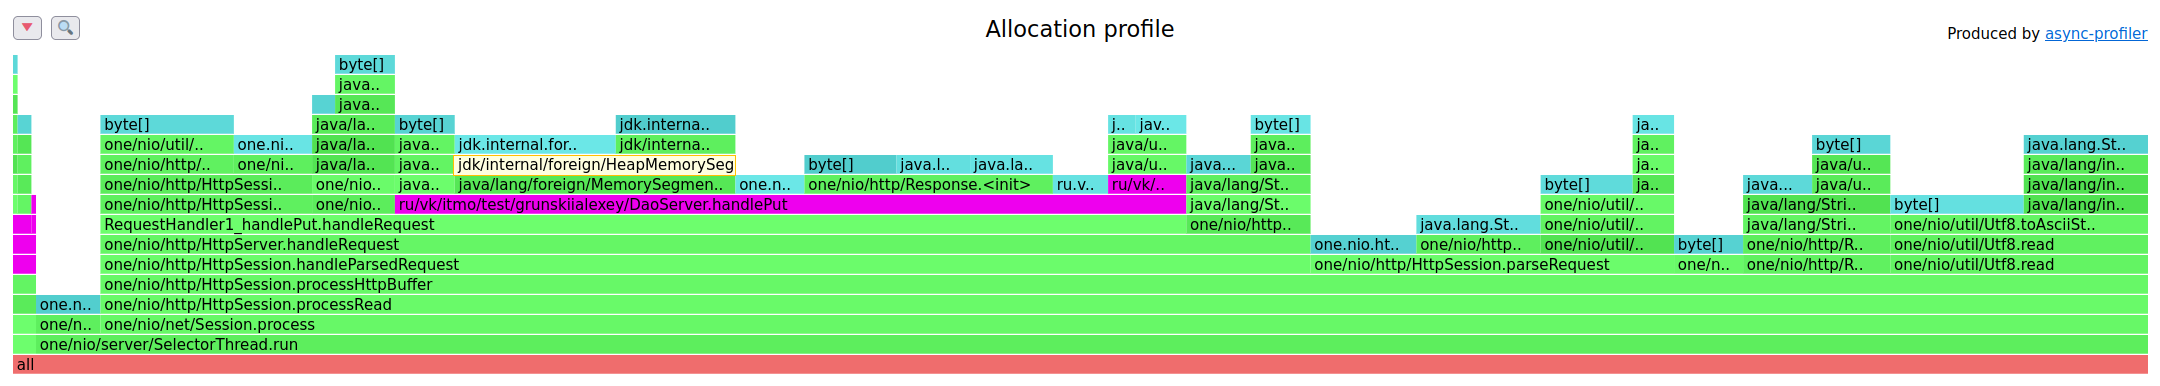 Allocation profile
Produced by async-profiler
byte[]
java..
java..
byte[] java/la.. byte[] jdk.interna.. j.. jav.. byte[] ja..
one/nio/util/.. one.ni.. java/la.. java.. jdk.internal.for.. jdk/interna.. java/u.. java.. ja.. byte[] java.lang.St..
one/nio/http/.. one/ni.. java/la.. java.. jdk/internal/foreign/HeapMemorySeg byte[] java.l.. java.la.. java/u.. java... java.. ja.. java/u.. java/lang/in..
one/nio/http/HttpSessi.. one/nio.. java.. java/lang/foreign/MemorySegmen.. one.n.. one/nio/http/Response.<init> ru.v.. ru/vk/.. java/lang/St.. byte[] ja.. java... java/u.. java/lang/in..
one/nio/http/HttpSessi.. one/nio.. ru/vk/itmo/test/grunskiialexey/DaoServer.handlePut java/lang/St.. one/nio/util/.. java/lang/Stri.. byte[] java/lang/in..
RequestHandler1_handlePut.handleRequest one/nio/http.. java.lang.St.. one/nio/util/.. java/lang/Stri.. one/nio/util/Utf8.toAsciiSt..
one/nio/http/HttpServer.handleRequest one.nio.ht.. one/nio/http.. one/nio/util/.. byte[] one/nio/http/R.. one/nio/util/Utf8.read
one/nio/http/HttpSession.handleParsedRequest one/nio/http/HttpSession.parseRequest one/n.. one/nio/http/R.. one/nio/util/Utf8.read
one/nio/http/HttpSession.processHttpBuffer
one.n.. one/nio/http/HttpSession.processRead
one/n.. one/nio/net/Session.process
one/nio/server/SelectorThread.run
all